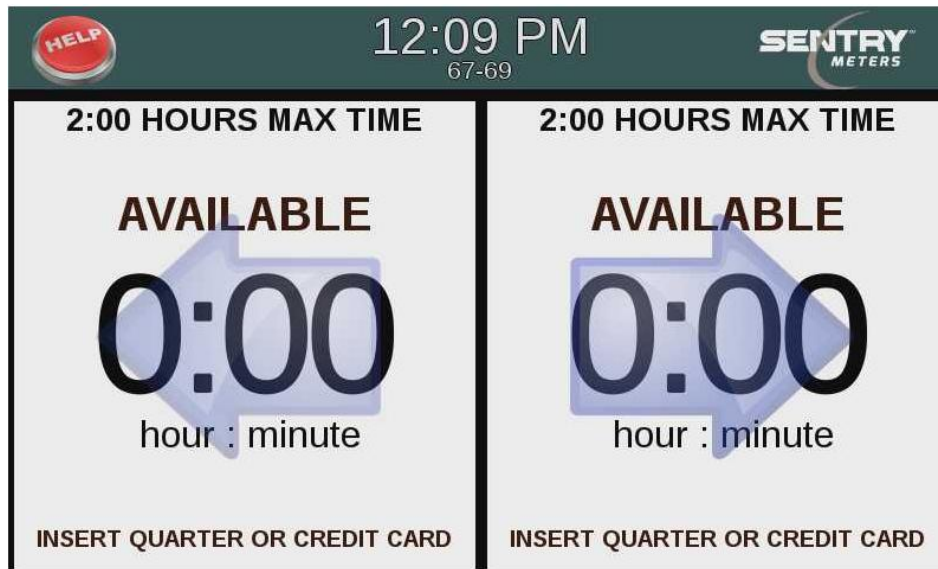 HELP
12:09 PM
67-69
SENTRY™
METERS
2:00 HOURS MAX TIME
AVAILABLE
0:00
hour : minute
INSERT QUARTER OR CREDIT CARD
2:00 HOURS MAX TIME
AVAILABLE
0:00
hour : minute
INSERT QUARTER OR CREDIT CARD